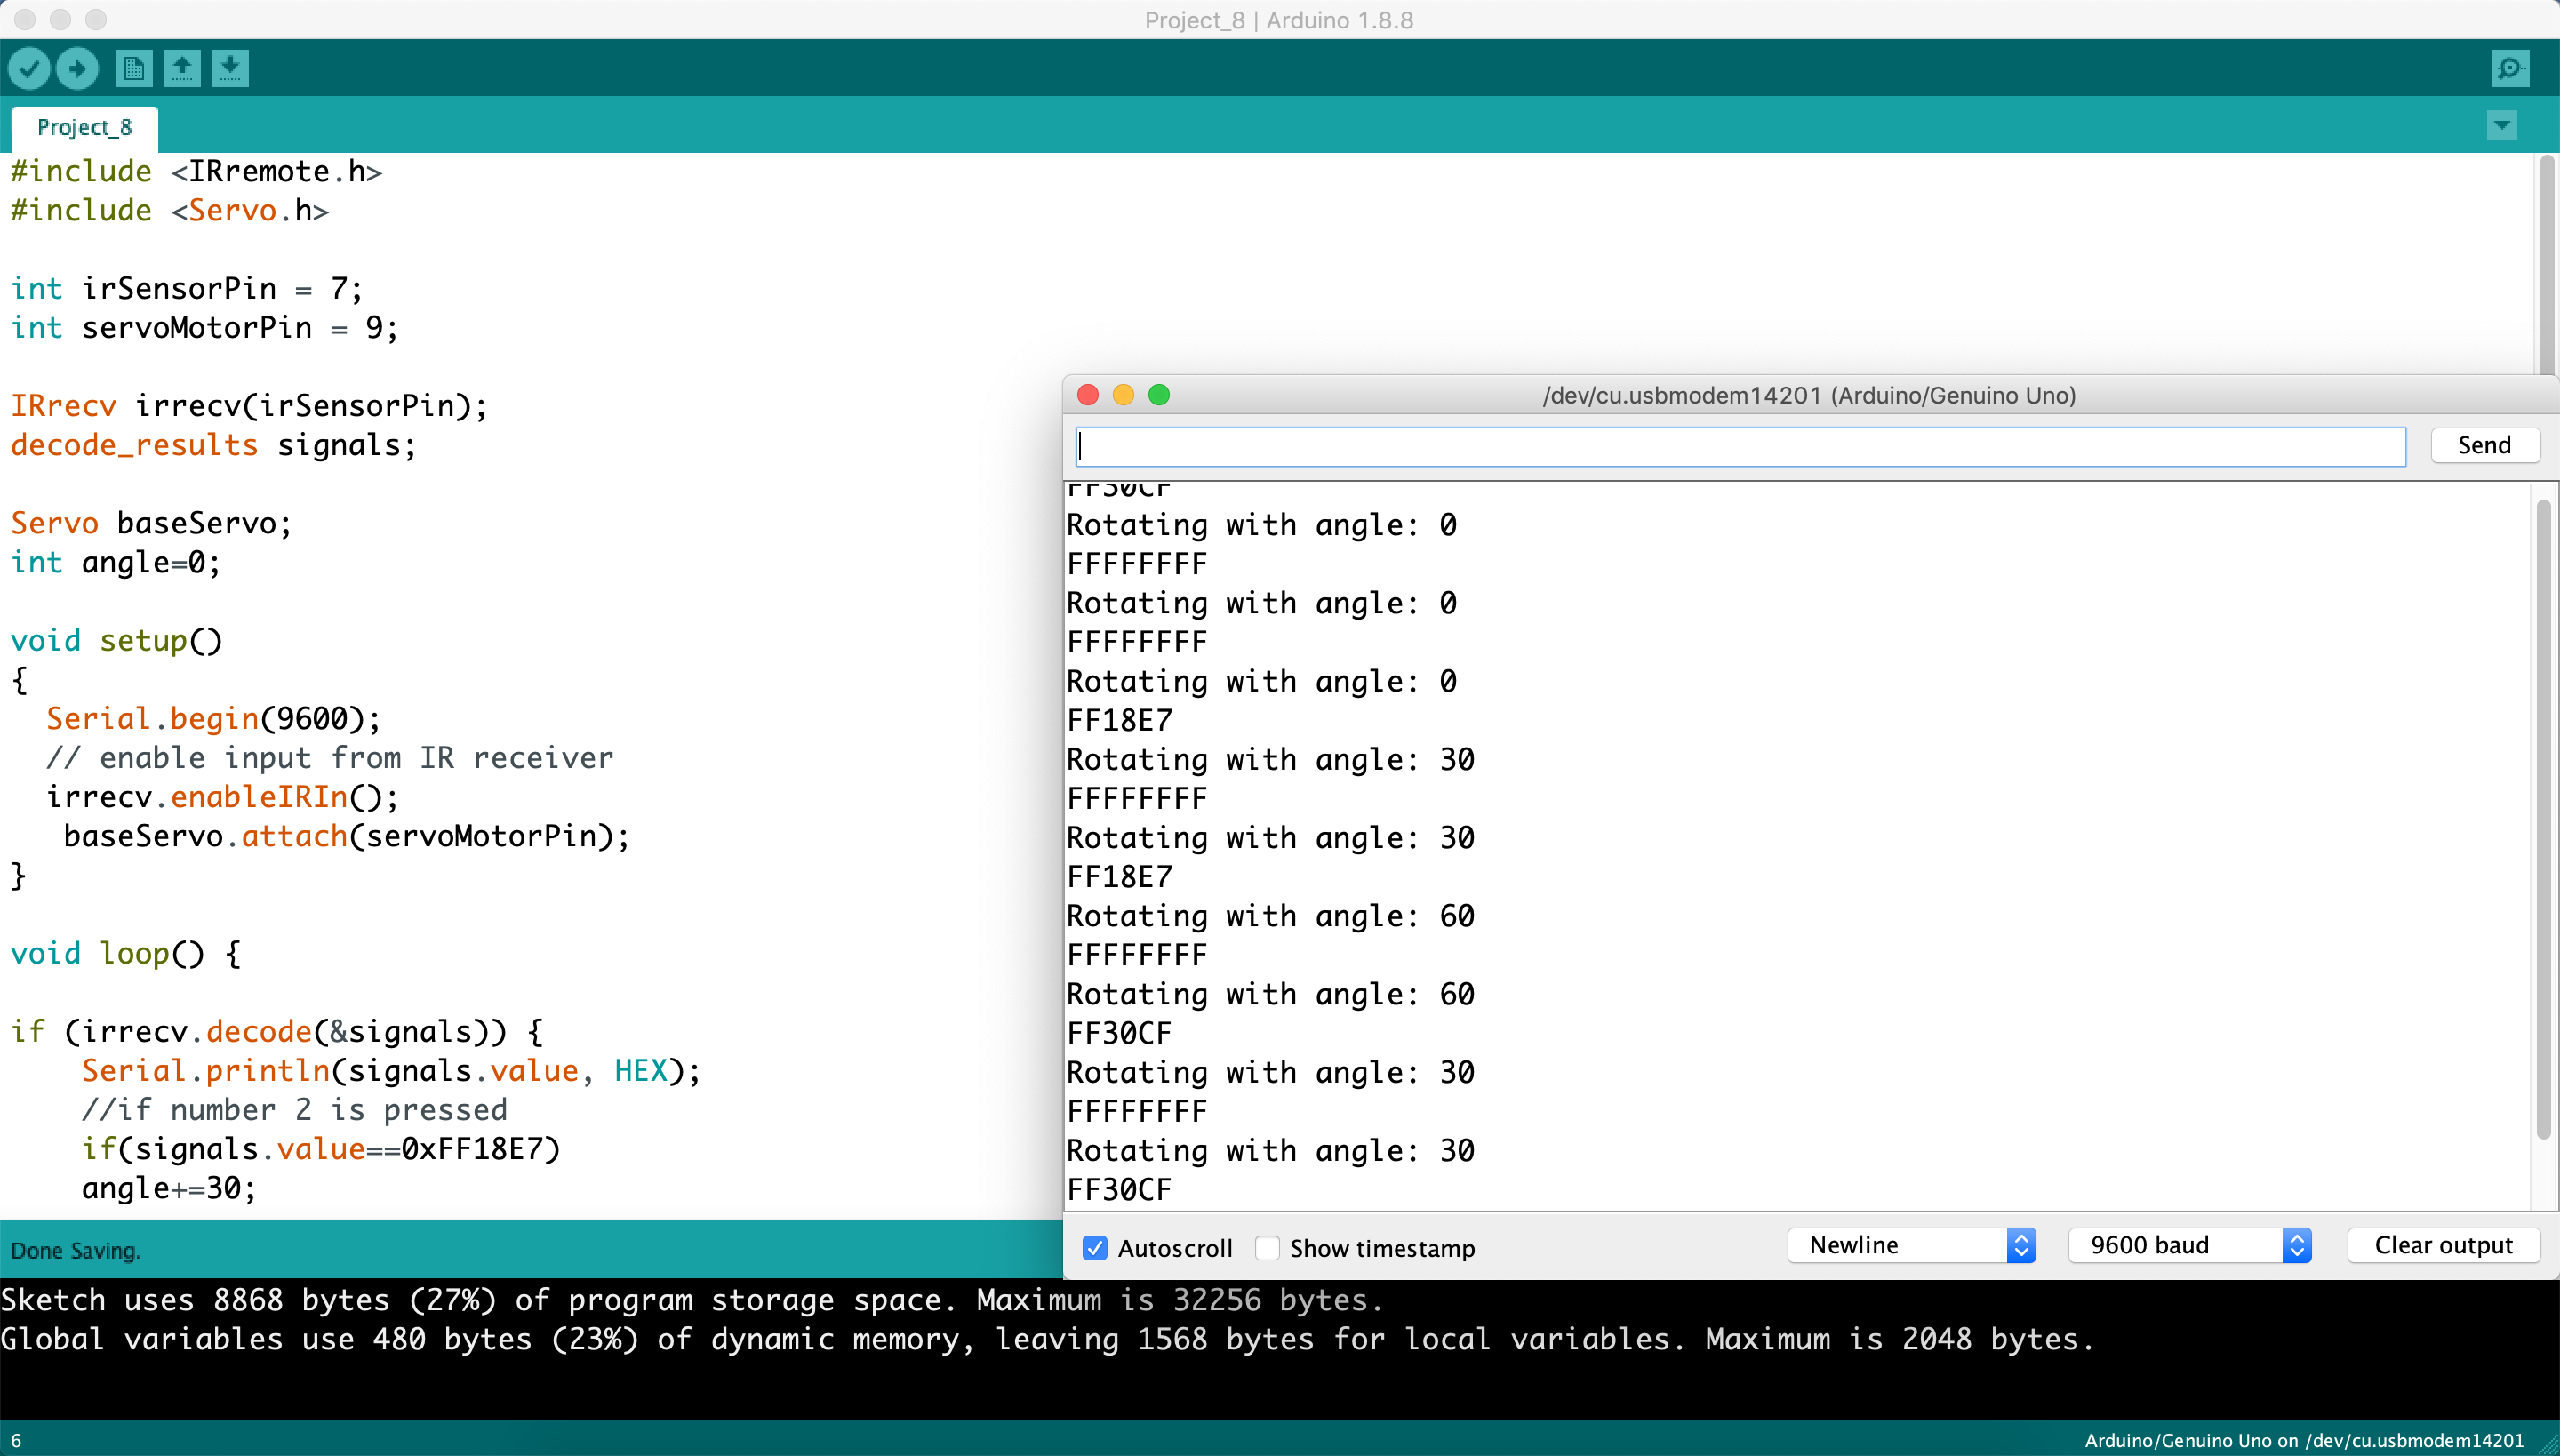 Project_8 | Arduino 1.8.8
Project_8
#include <IRremote.h>
#include <Servo.h>
int irSensorPin = 7;
int servoMotorPin = 9;
IRrecv irrecv(irSensorPin);
decode_results signals;
Servo baseServo;
int angle=0;
void setup()
{
Serial.begin(9600);
// enable input from IR receiver
irrecv.enableIRIn();
baseServo.attach(servoMotorPin);
}
void loop() {
if (irrecv.decode(&signals)) {
Serial.println(signals.value, HEX);
//if number 2 is pressed
if(signals.value==0xFF18E7)
angle+=30;
/dev/cu.usbmodem14201 (Arduino/Genuino Uno)
Send
FF30CF
Rotating with angle: 0
FFFFFFFF
Rotating with angle: 0
FFFFFFFF
Rotating with angle: 0
FF18E7
Rotating with angle: 30
FFFFFFFF
Rotating with angle: 30
FF18E7
Rotating with angle: 60
FFFFFFFF
Rotating with angle: 60
FF30CF
Rotating with angle: 30
FFFFFFFF
Rotating with angle: 30
FF30CF
Autoscroll Show timestamp Newline 9600 baud Clear output
Done Saving.
Sketch uses 8868 bytes (27%) of program storage space. Maximum is 32256 bytes.
Global variables use 480 bytes (23%) of dynamic memory, leaving 1568 bytes for local variables. Maximum is 2048 bytes.
6 Arduino/Genuino Uno on /dev/cu.usbmodem14201